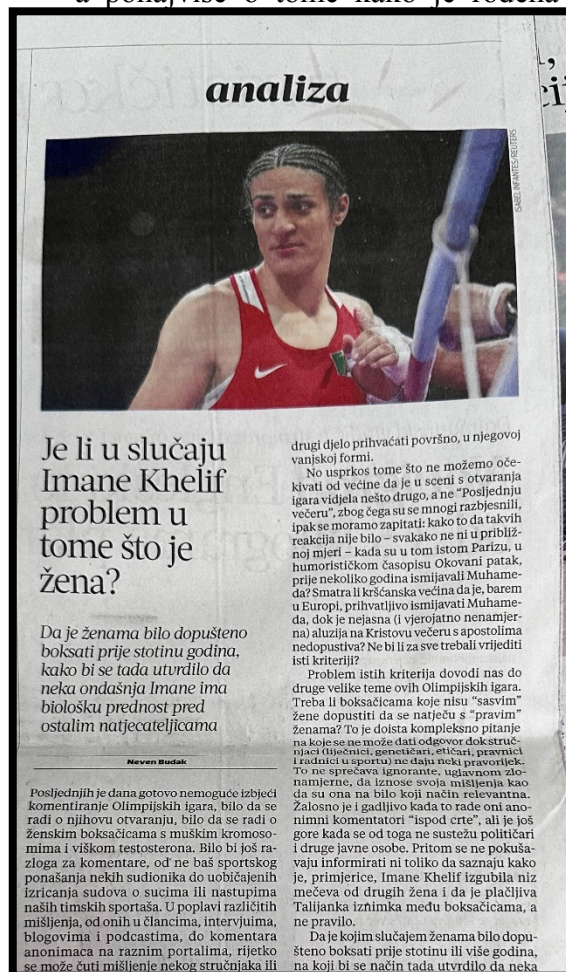 a ponajviše o tome kako je rođena
analiza
ISABEL INFANTES/REUTERS
Je li u slučaju
Imane Khelif
problem u
tome što je
žena?
Da je ženama bilo dopušteno
boksati prije stotinu godina,
kako bi se tada utvrdilo da
neka ondašnja Imane ima
biološku prednost pred
ostalim natjecateljicama
Neven Budak
Posljednjih je dana gotovo nemoguće izbjeći
komentiranje Olimpijskih igara, bilo da se
radi o njihovu otvaranju, bilo da se radi o
ženskim boksačicama s muškim kromoso-
mima i viškom testosterona. Bilo bi još ra-
zloga za komentare, od ne baš sportskog
ponašanja nekih sudionika do uobičajenih
izricanja sudova o sucima ili nastupima
naših timskih sportaša. U poplavi različitih
mišljenja, od onih u člancima, intervjuima,
blogovima i podcastima, do komentara
anonimaca na raznim portalima, rijetko
se može čuti mišljenje nekog stručnjaka ili
drugi djelo prihvaćati površno, u njegovoj
vanjskoj formi.
No usprkos tome što ne možemo oče-
kivati od većine da je u sceni s otvaranja
igara vidjela nešto drugo, a ne “Posljednju
večeru”, zbog čega su se mnogi razbjesnili,
ipak se moramo zapitati: kako to da takvih
reakcija nije bilo – svakako ne ni u približ-
noj mjeri – kada su u tom istom Parizu, u
humorističkom časopisu Okovani patak,
prije nekoliko godina ismijavali Muhame-
da? Smatra li kršćanska većina da je, barem
u Europi, prihvatljivo ismijavati Muhame-
da, dok je nejasna (i vjerojatno nenamjer-
na) aluzija na Kristovu večeru s apostolima
nedopustiva? Ne bi li za sve trebali vrijediti
isti kriteriji?
Problem istih kriterija dovodi nas do
druge velike teme ovih Olimpijskih igara.
Treba li boksačicama koje nisu “sasvim”
žene dopustiti da se natječu s “pravim”
ženama? To je doista kompleksno pitanje
na koje se ne može dati odgovor dok struč-
njaci (liječnici, genetičari, etičari, pravnici
i radnici u sportu) ne daju neki pravorijek.
To ne sprečava ignorante, uglavnom zlo-
namjerne, da iznose svoja mišljenja kao
da su ona na bilo koji način relevantna.
Žalosno je i gadljivo kada to rade oni ano-
nimni komentatori “ispod crte”, ali je još
gore kada se od toga ne sustežu političari
i druge javne osobe. Pritom se ne pokuša-
vaju informirati ni toliko da saznaju kako
je, primjerice, Imane Khelif izgubila niz
mečeva od drugih žena i da je plačljiva
Talijanka iznimka među boksačicama, a
ne pravilo.
Da je kojim slučajem ženama bilo dopu-
šteno boksati prije stotinu ili više godina,
na koji bi se način tada utvrdilo da neka